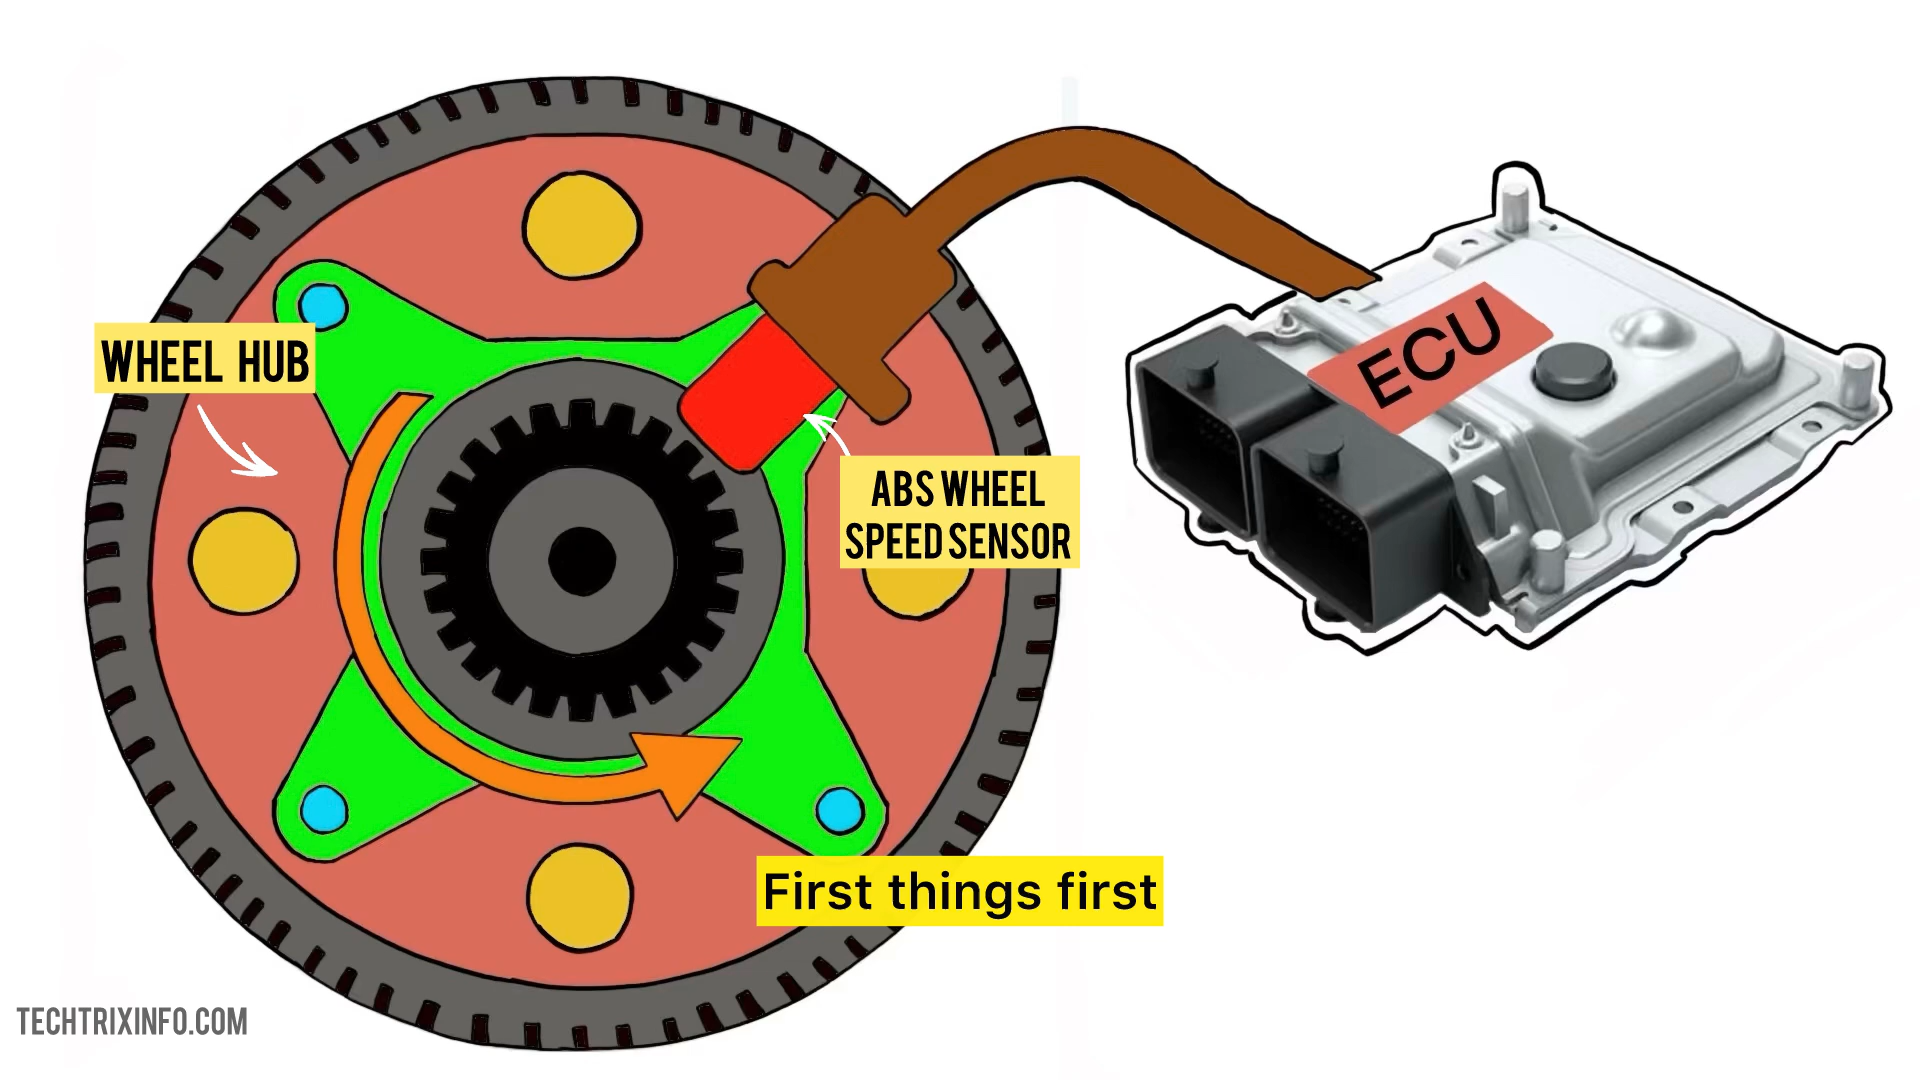 WHEEL HUB
ECU
ABS WHEEL
SPEED SENSOR
First things first
TECHTRIXINFO.COM